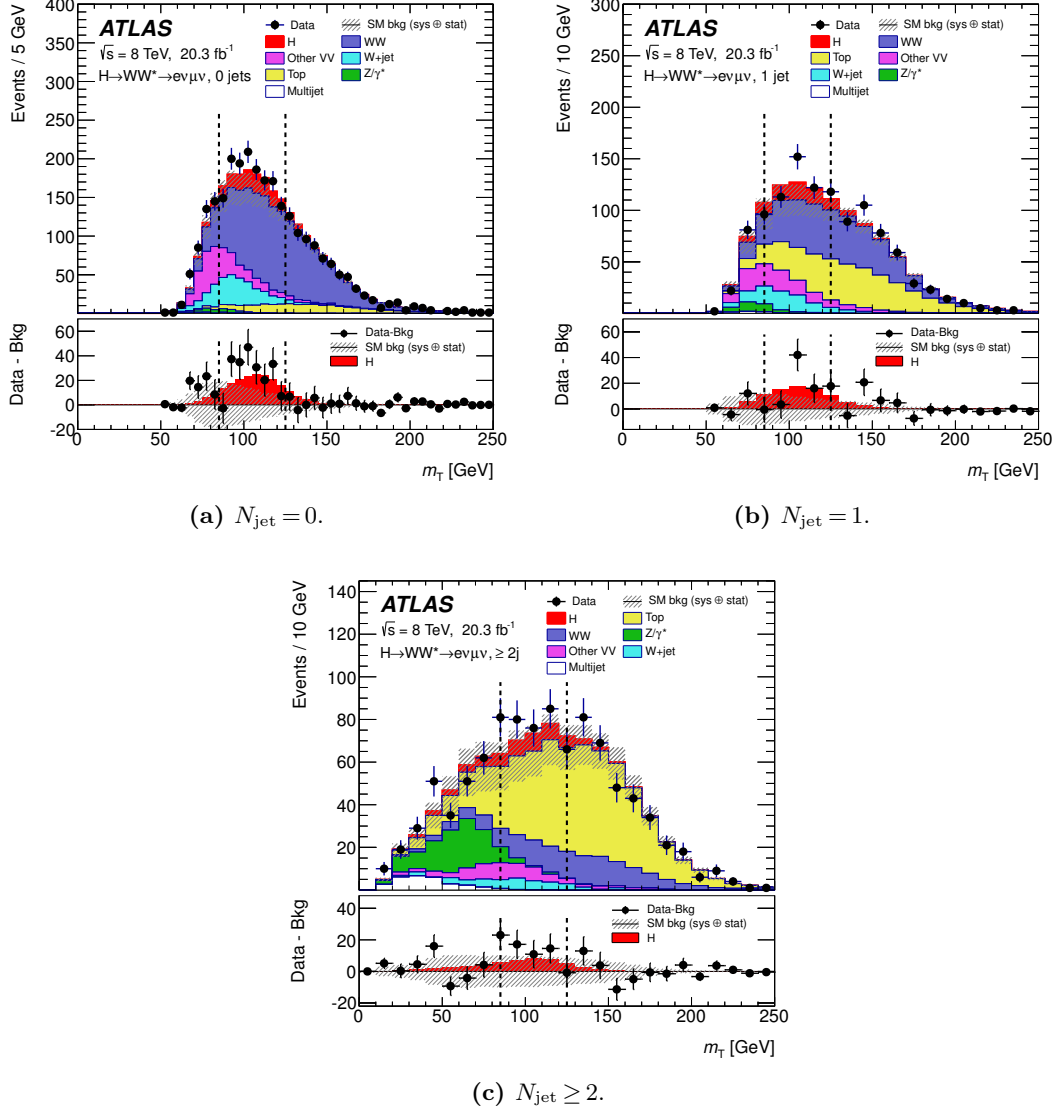 ATLAS
√s = 8 TeV, 20.3 fb⁻¹
H→WW*→eνμν, 0 jets
Data
SM bkg (sys ⊕ stat)
H
WW
Other VV
W+jet
Top
Z/γ*
Multijet
Events / 5 GeV
400
350
300
250
200
150
100
50
Data - Bkg
60
40
20
0
-20
Data-Bkg
SM bkg (sys ⊕ stat)
H
0 50 100 150 200 250
m_T [GeV]
(a) N_jet = 0.
ATLAS
√s = 8 TeV, 20.3 fb⁻¹
H→WW*→eνμν, 1 jet
Data
SM bkg (sys ⊕ stat)
H
WW
Top
Other VV
W+jet
Z/γ*
Multijet
Events / 10 GeV
300
250
200
150
100
50
Data - Bkg
60
40
20
0
Data-Bkg
SM bkg (sys ⊕ stat)
H
0 50 100 150 200 250
m_T [GeV]
(b) N_jet = 1.
ATLAS
√s = 8 TeV, 20.3 fb⁻¹
H→WW*→eνμν, ≥ 2j
Data
SM bkg (sys ⊕ stat)
H
Top
WW
Z/γ*
Other VV
W+jet
Multijet
Events / 10 GeV
140
120
100
80
60
40
20
Data - Bkg
40
20
0
-20
Data-Bkg
SM bkg (sys ⊕ stat)
H
0 50 100 150 200 250
m_T [GeV]
(c) N_jet ≥ 2.